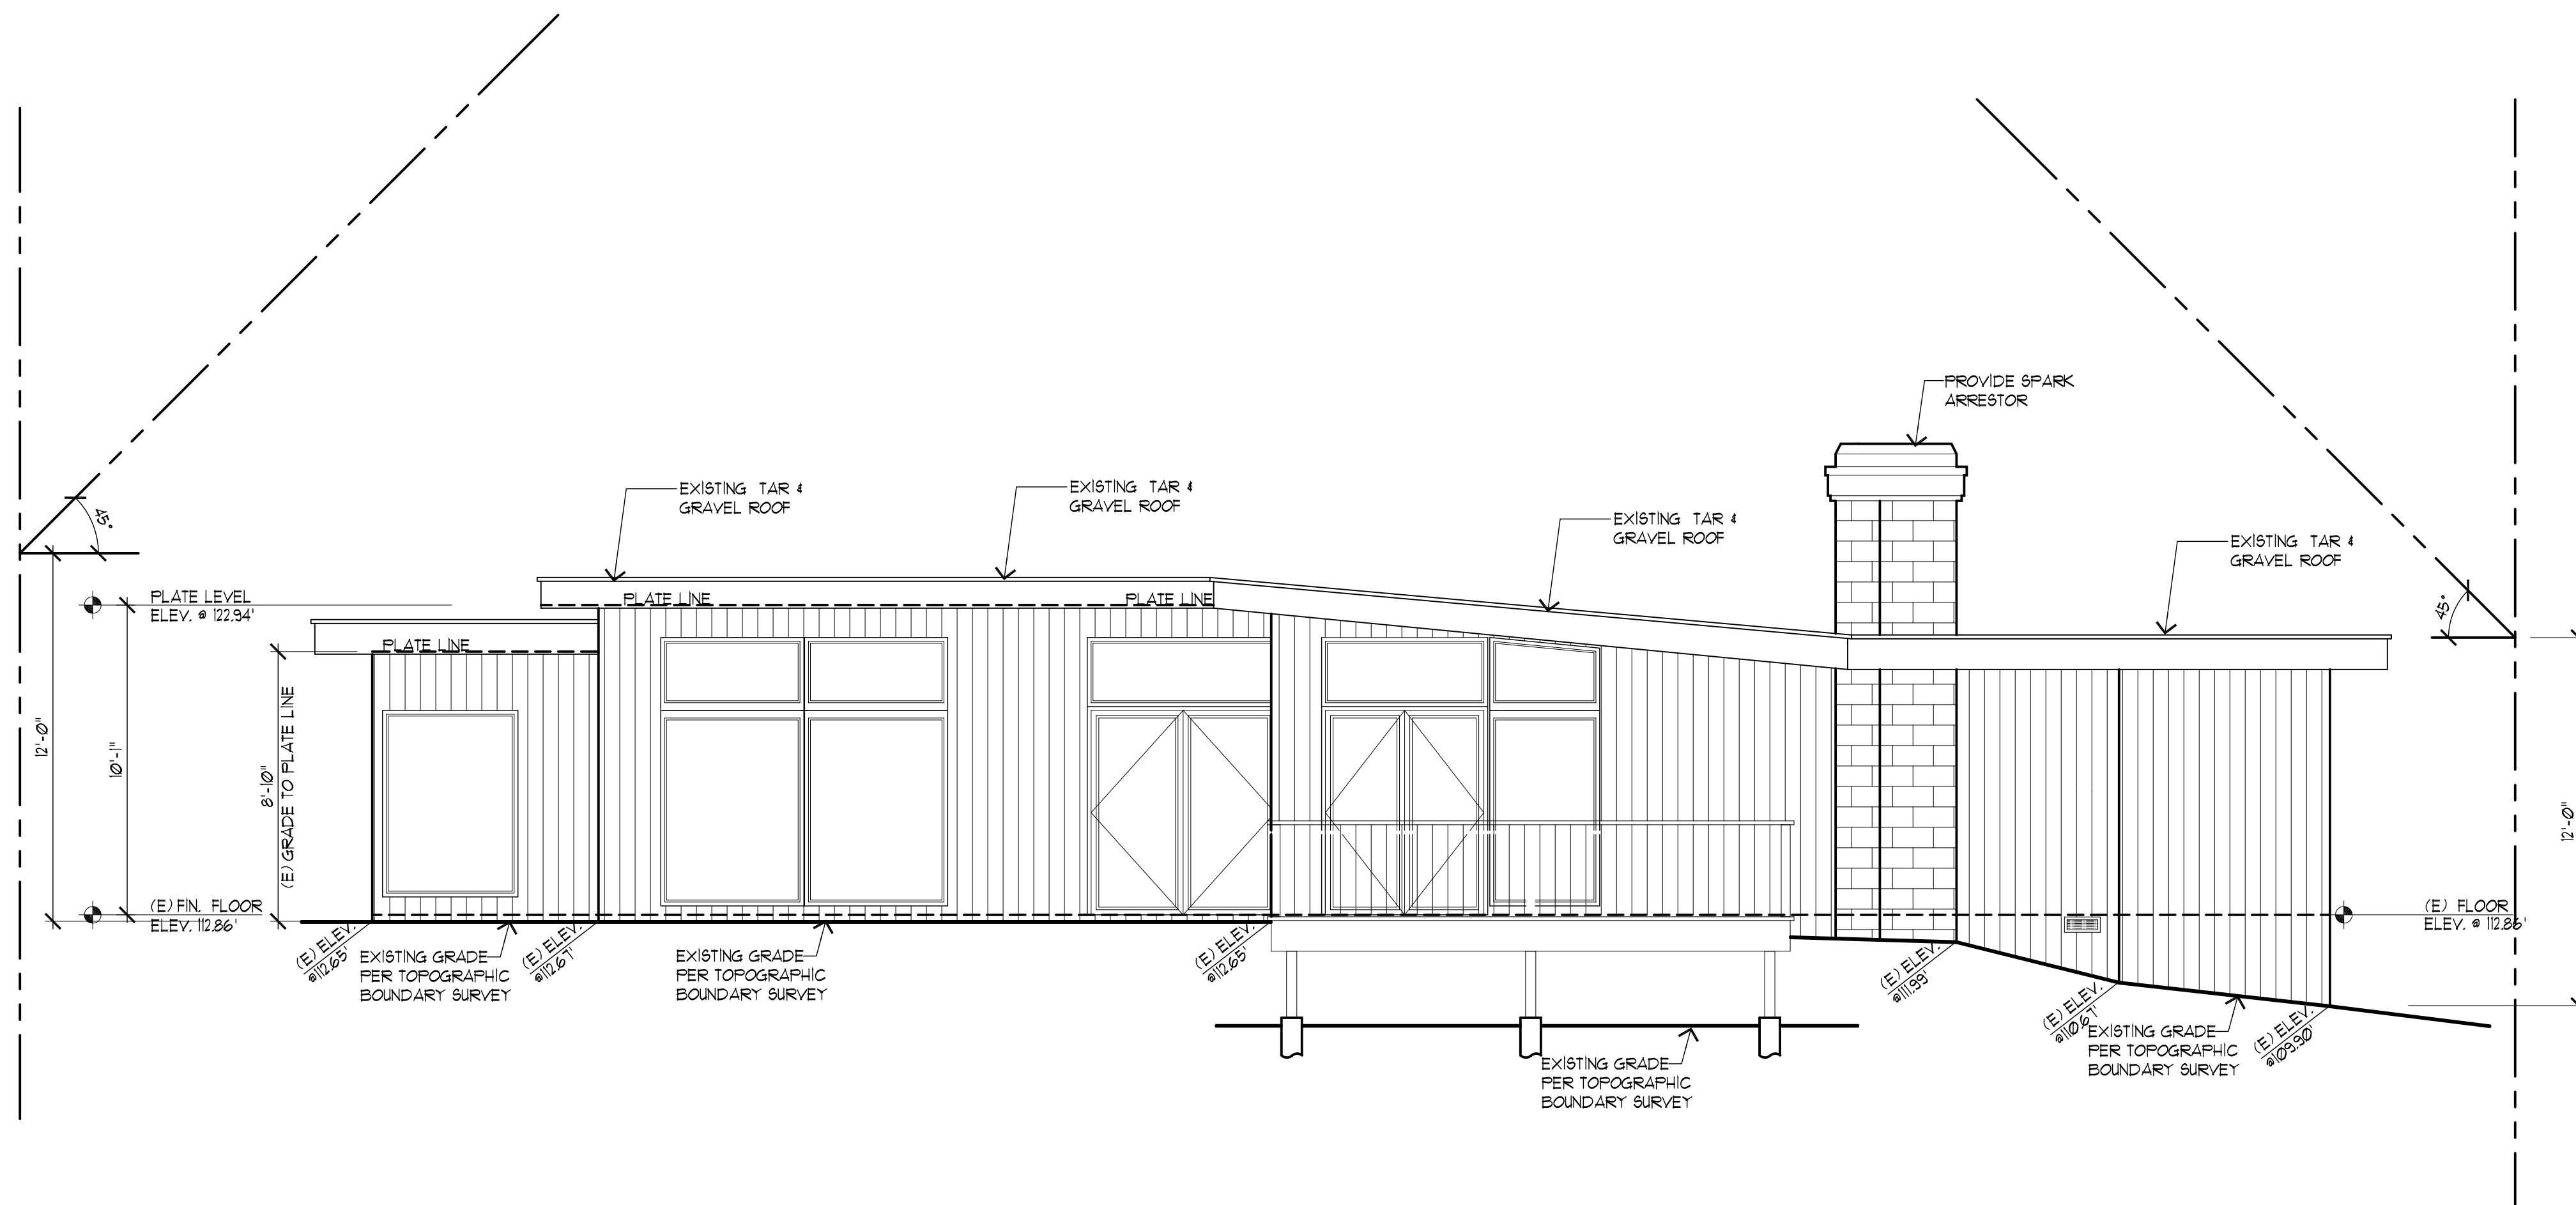 PROVIDE SPARK
ARRESTOR
EXISTING TAR &
GRAVEL ROOF
EXISTING TAR &
GRAVEL ROOF
EXISTING TAR &
GRAVEL ROOF
EXISTING TAR &
GRAVEL ROOF
45°
45°
PLATE LEVEL
ELEV. @ 122.94'
PLATE LINE
PLATE LINE
PLATE LINE
12'-0"
10'-1"
8'-10"
(E) GRADE TO PLATE LINE
12'-0"
(E) FIN. FLOOR
ELEV. 112.86'
(E) FLOOR
ELEV. @ 112.86'
(E) ELEV.
@112.65'
EXISTING GRADE
PER TOPOGRAPHIC
BOUNDARY SURVEY
(E) ELEV.
@112.67'
EXISTING GRADE
PER TOPOGRAPHIC
BOUNDARY SURVEY
(E) ELEV.
@112.65'
EXISTING GRADE
PER TOPOGRAPHIC
BOUNDARY SURVEY
(E) ELEV.
@111.99'
(E) ELEV.
@110.67'
EXISTING GRADE
PER TOPOGRAPHIC
BOUNDARY SURVEY
(E) ELEV.
@109.90'